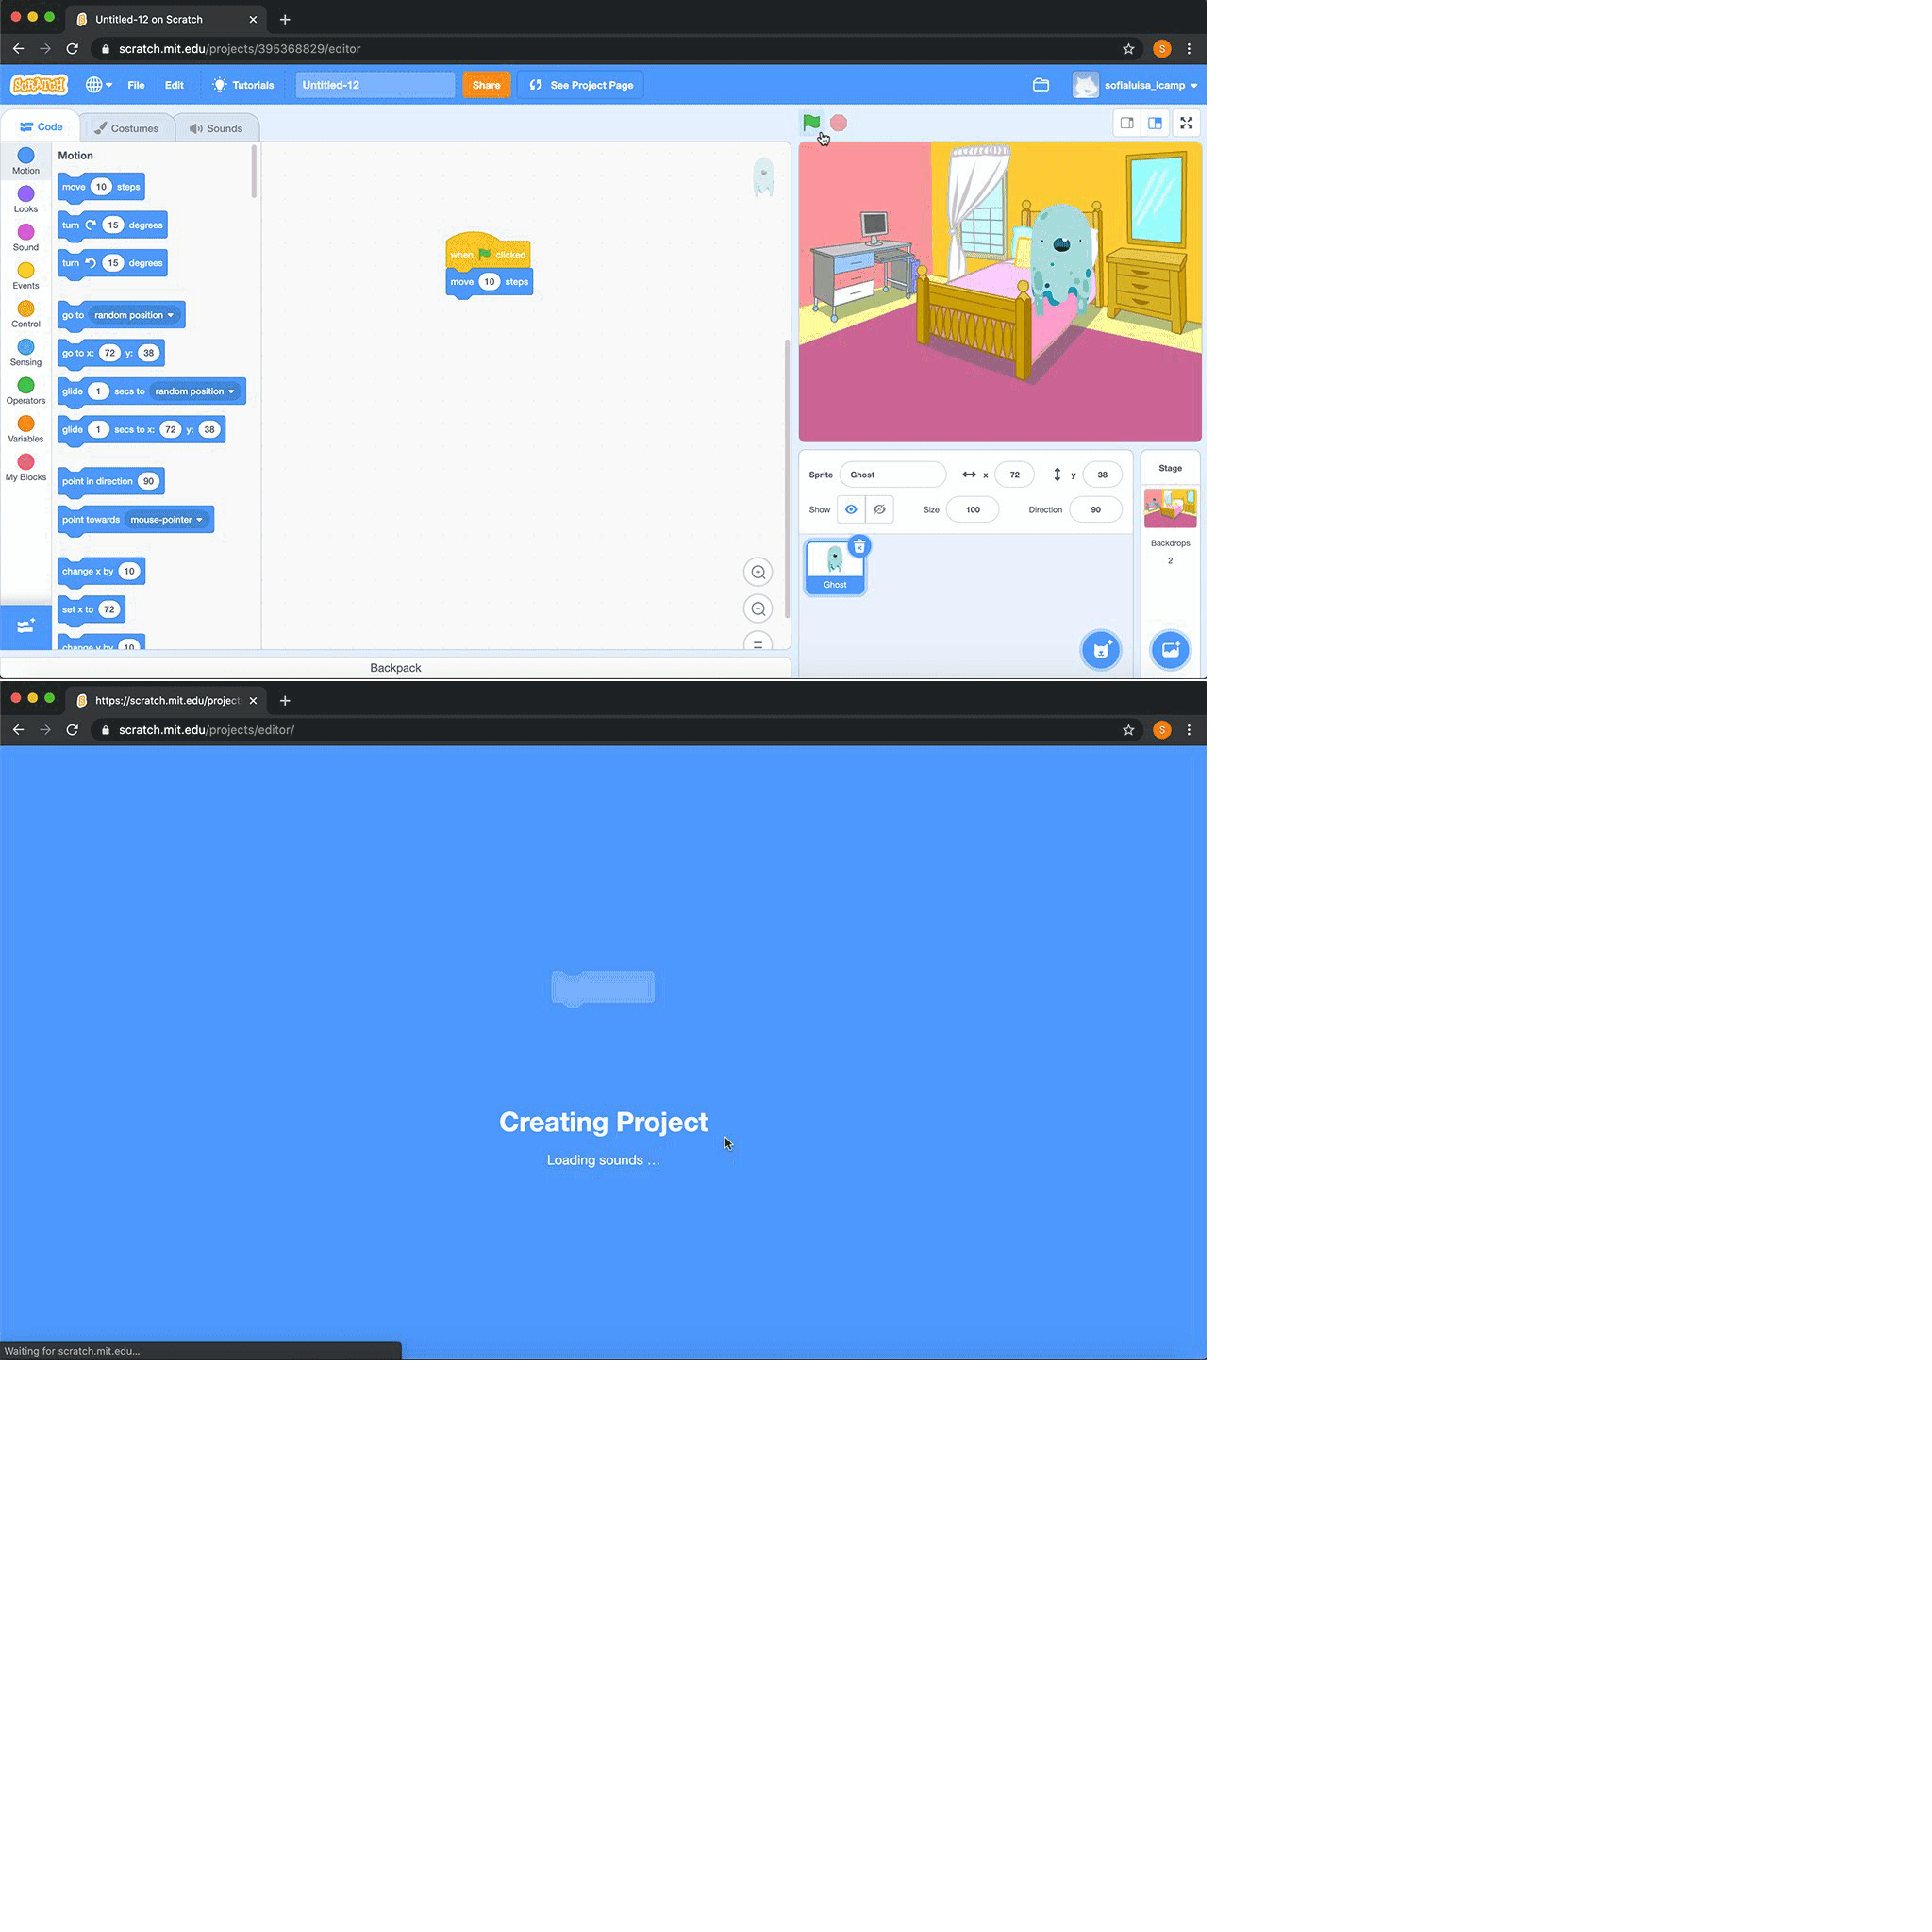 Untitled-12 on Scratch
scratch.mit.edu/projects/395368829/editor
S
SCRATCH
File
Edit
Tutorials
Untitled-12
Share
See Project Page
sofialuisa_icamp
Code
Costumes
Sounds
Motion
Looks
Sound
Events
Control
Sensing
Operators
Variables
My Blocks
Motion
move 10 steps
turn 15 degrees
turn 15 degrees
go to random position
go to x: 72 y: 38
glide 1 secs to random position
glide 1 secs to x: 72 y: 38
point in direction 90
point towards mouse-pointer
change x by 10
set x to 72
change y by 10
when clicked
move 10 steps
Backpack
Sprite Ghost x 72 y 38
Show Size 100 Direction 90
Ghost
Stage
Backdrops
2
https://scratch.mit.edu/project
scratch.mit.edu/projects/editor/
S
Creating Project
Loading sounds …
Waiting for scratch.mit.edu...